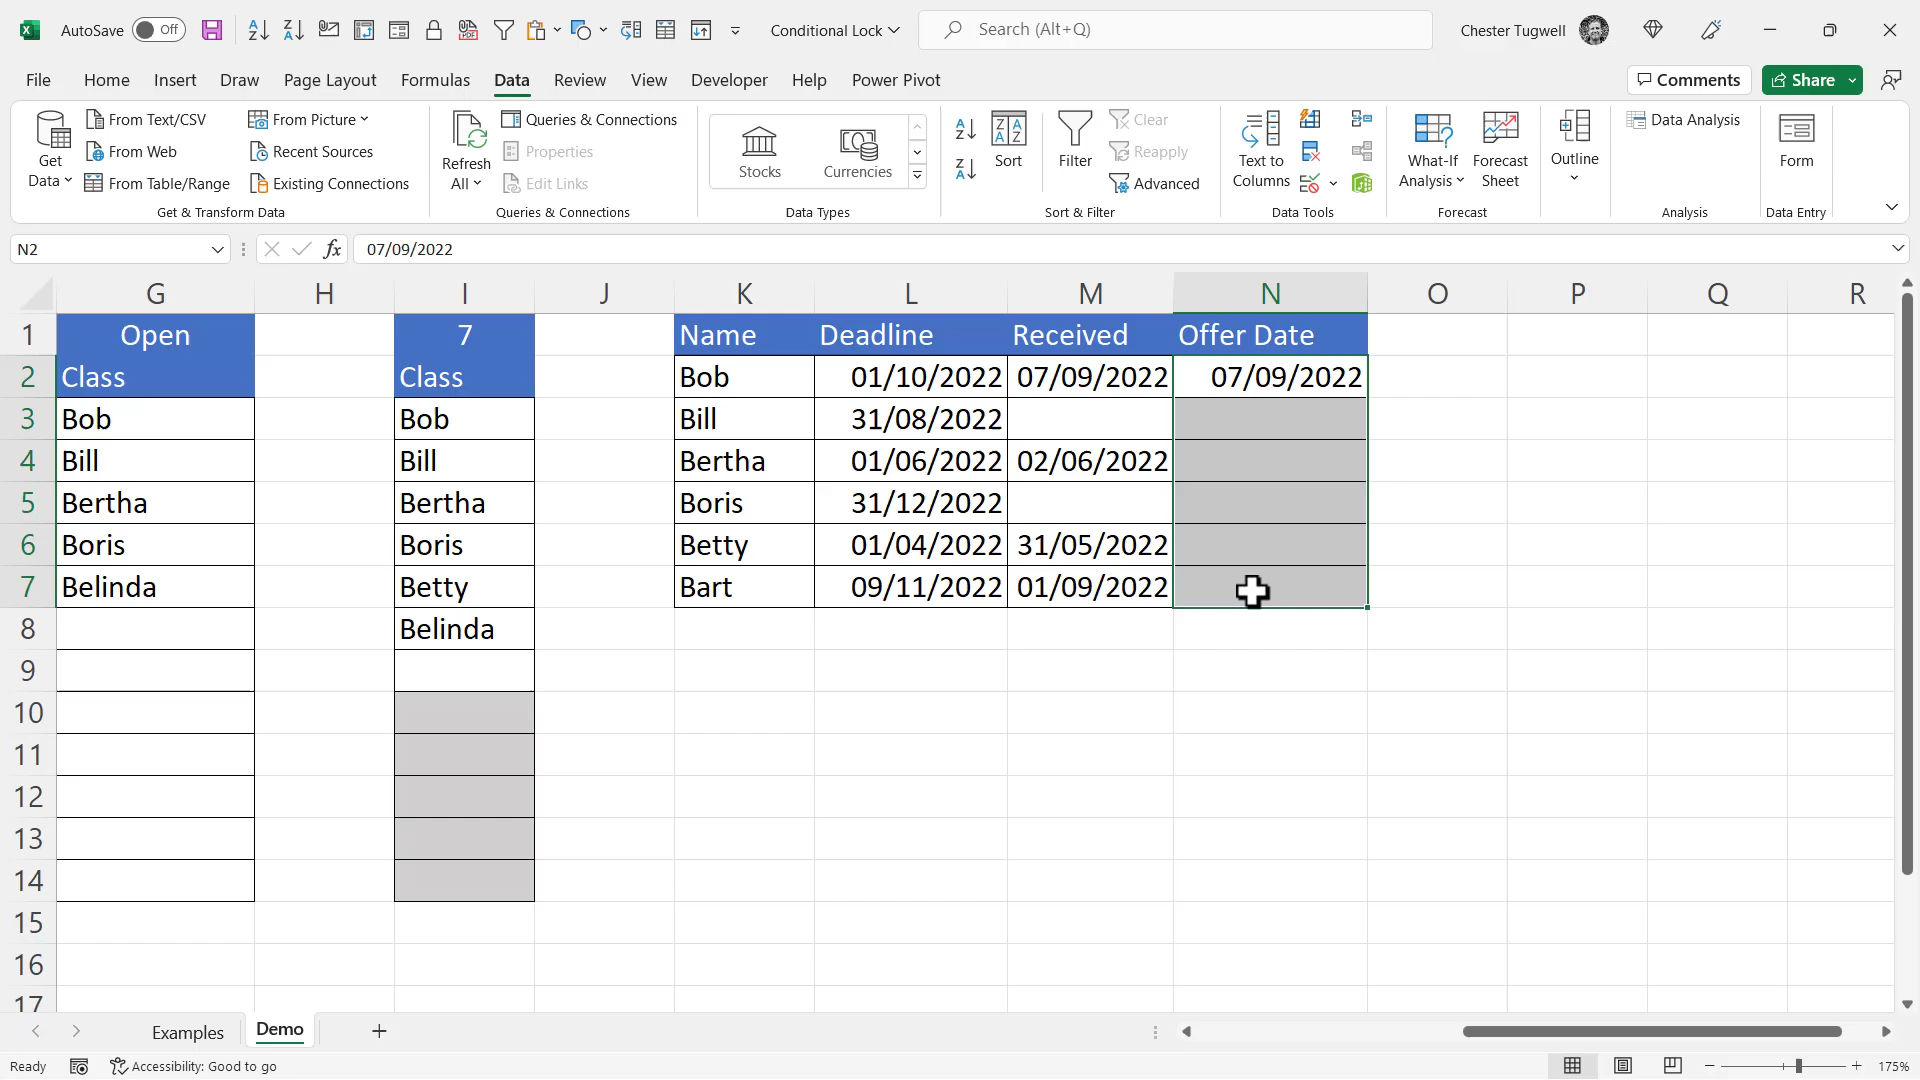 AutoSave Off Conditional Lock Search (Alt+Q) Chester Tugwell
File Home Insert Draw Page Layout Formulas Data Review View Developer Help Power Pivot Comments Share
Get Data
From Text/CSV
From Web
From Table/Range
From Picture
Recent Sources
Existing Connections
Get & Transform Data
Refresh All
Queries & Connections
Properties
Edit Links
Queries & Connections
Stocks
Currencies
Data Types
Sort
Filter
Clear
Reapply
Advanced
Sort & Filter
Text to Columns
Data Tools
What-If Analysis
Forecast Sheet
Forecast
Outline
Data Analysis
Analysis
Form
Data Entry
N2 fx 07/09/2022
G H I J K L M N O P Q R
1 Open 7 Name Deadline Received Offer Date
2 Class Class Bob 01/10/2022 07/09/2022 07/09/2022
3 Bob Bob Bill 31/08/2022
4 Bill Bill Bertha 01/06/2022 02/06/2022
5 Bertha Bertha Boris 31/12/2022
6 Boris Boris Betty 01/04/2022 31/05/2022
7 Belinda Betty Bart 09/11/2022 01/09/2022
8 Belinda
9
10
11
12
13
14
15
16
17
Examples Demo
Ready Accessibility: Good to go 175%